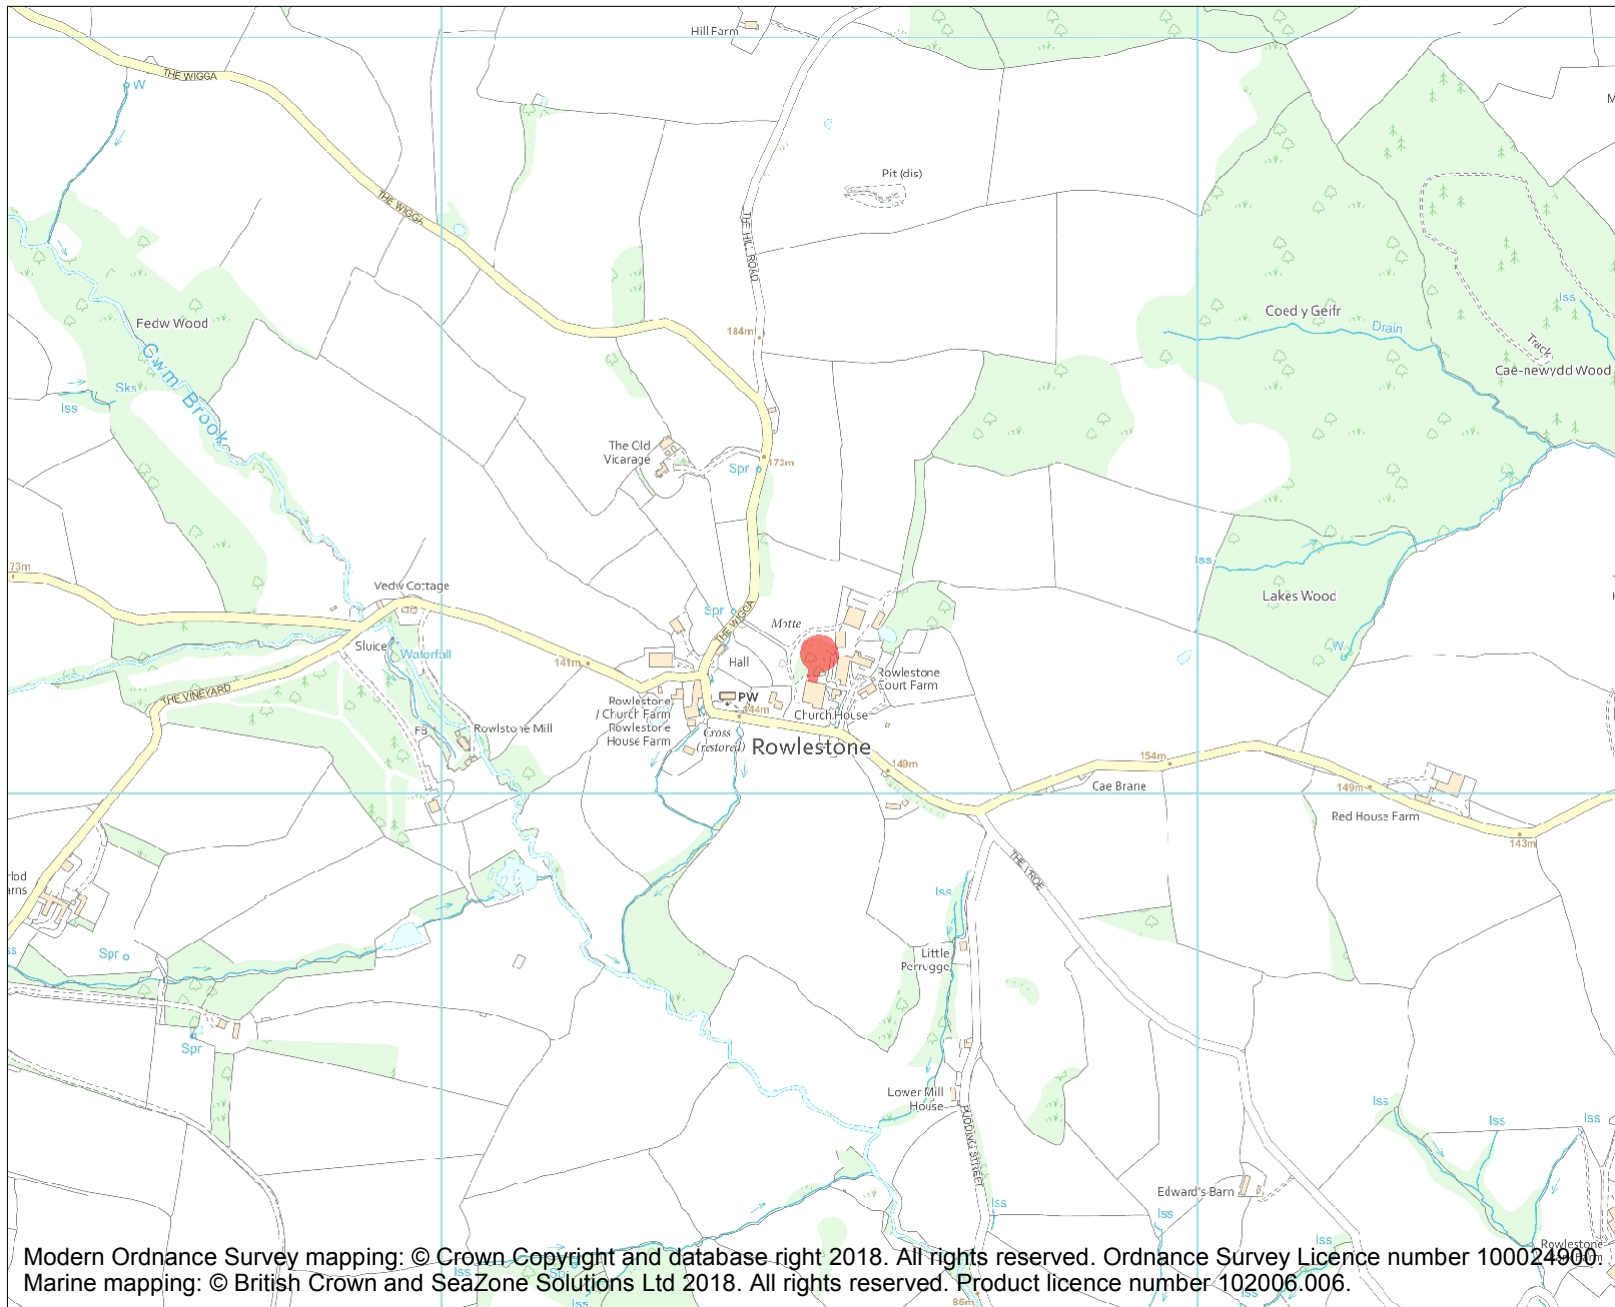 Hill Farm
THE WIGGA
W
Pit (dis)
THE WIGGA
THE HILL ROAD
Iss
Coed y Geifr
Drain
Fedw Wood
184m
Track
Cwm Brook
Cae-newydd Wood
Sks
Iss
The Old
Vicarage
Spr
173m
Iss
73m
Vedw Cottage
Lakes Wood
Spr
THE WIGGA
Motte
Sluice
Waterfall
W
141m
Hall
Rowlestone
Court Farm
THE VINEYARD
PW
Rowlestone
Church Farm
144m
Church House
FB
Rowlstone Mill
Rowlestone
House Farm
Cross
(restored)
Rowlestone
149m
154m
Cae Brane
149m
Red House Farm
143m
Iss
Spr
Little
Perrugge
Spr
Lower Mill
House
PUDDING STREET
Iss
Iss
Iss
Edward's Barn
Iss
Iss
Iss
Rowlestone
Modern Ordnance Survey mapping: © Crown Copyright and database right 2018. All rights reserved. Ordnance Survey Licence number 100024900.
Iss
Spr
Marine mapping: © British Crown and SeaZone Solutions Ltd 2018. All rights reserved. Product licence number 102006.006.
Iss
85m
Iss